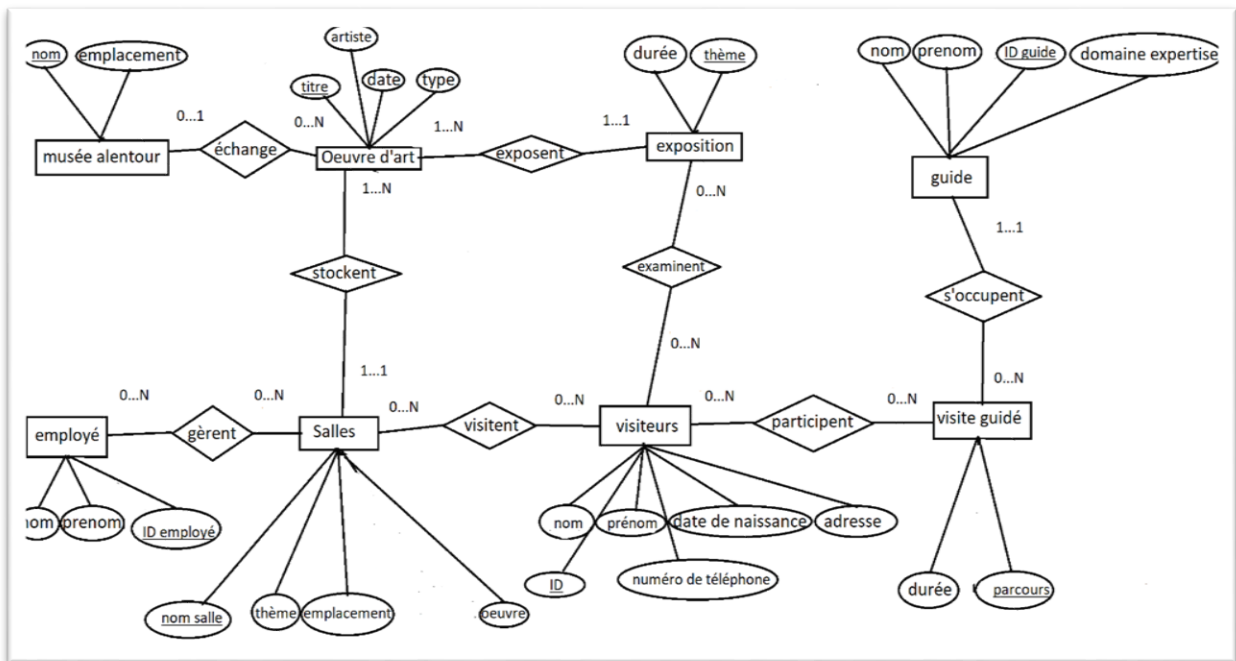 artiste
nom
emplacement
titre
date
type
durée
thème
nom
prenom
ID guide
domaine expertise
0...1
0...N
1...N
1...1
musée alentour
échange
Oeuvre d'art
exposent
exposition
guide
1...N
0...N
1...1
stockent
examinent
s'occupent
1...1
0...N
0...N
0...N
0...N
0...N
0...N
0...N
0...N
employé
gèrent
Salles
visitent
visiteurs
participent
visite guidé
nom
prenom
ID employé
nom
prénom
date de naissance
adresse
ID
numéro de téléphone
durée
parcours
nom salle
thème
emplacement
oeuvre